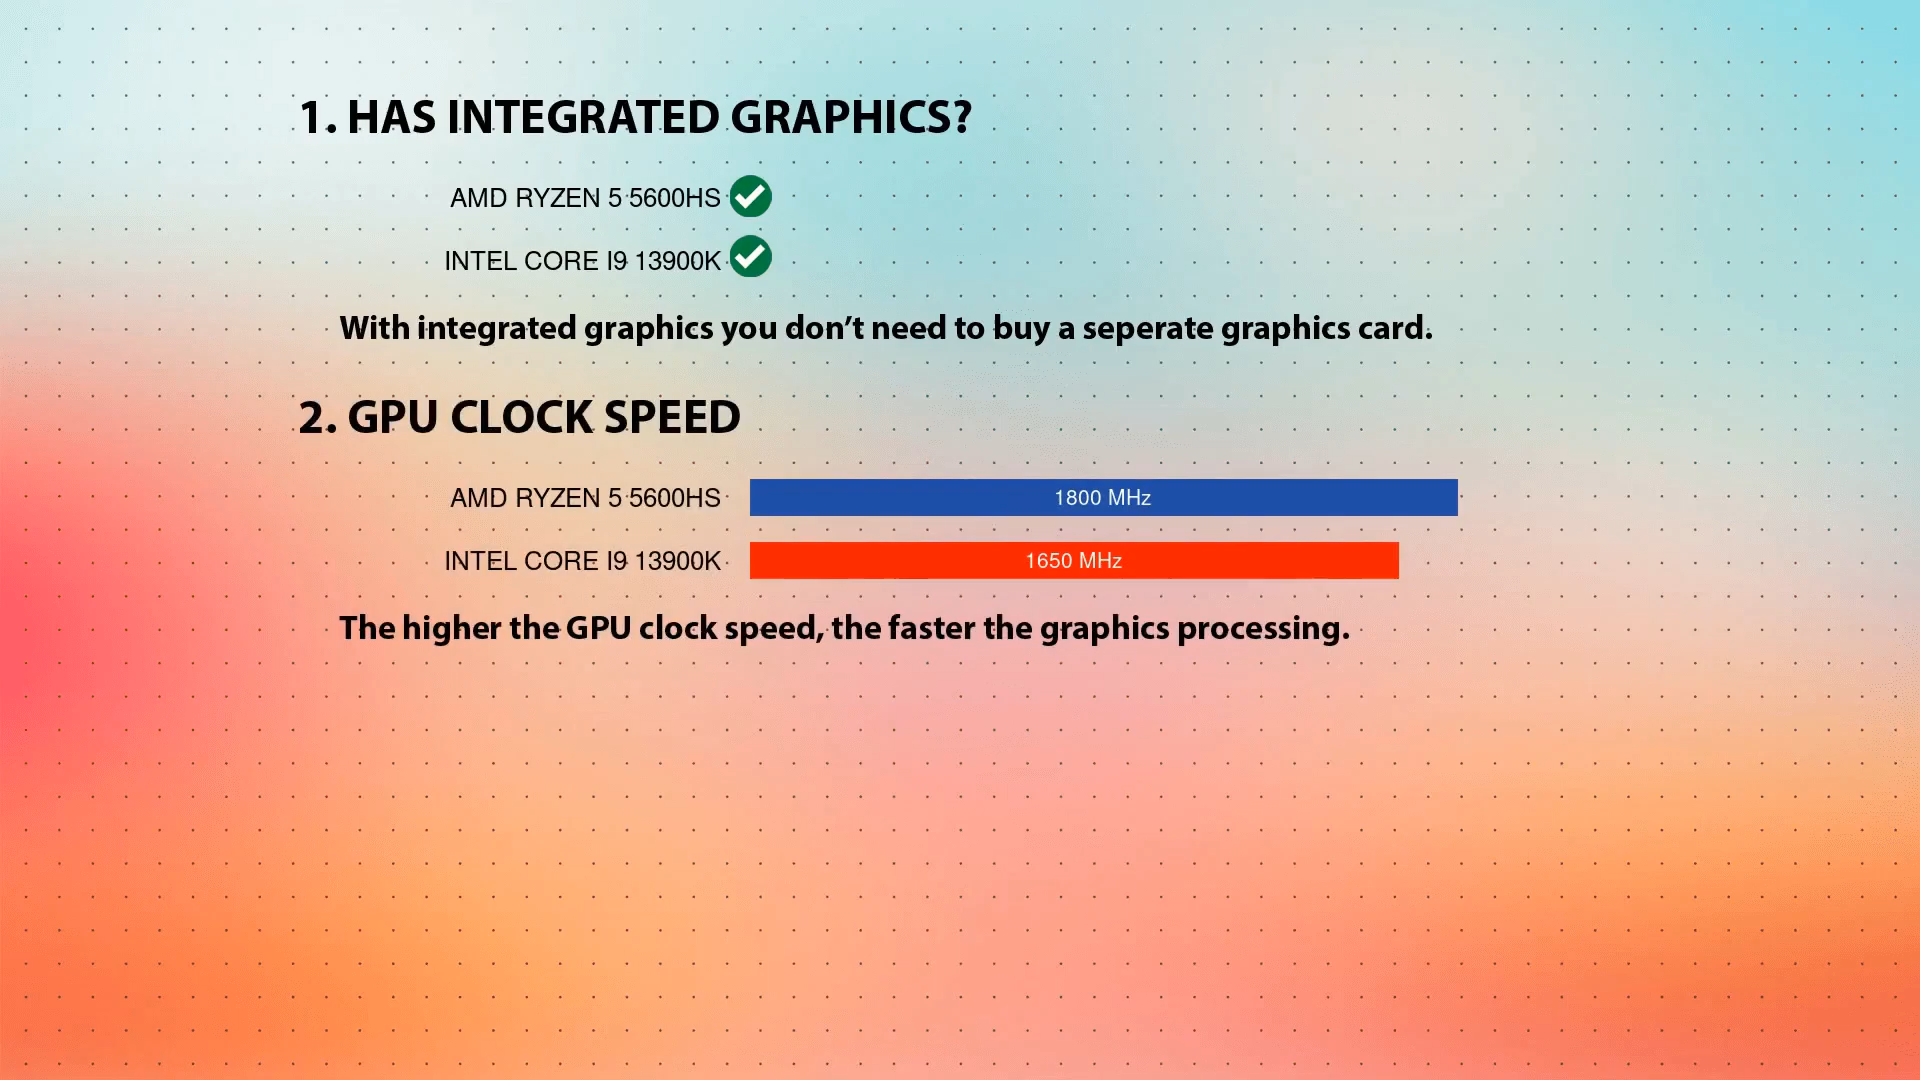 1. HAS INTEGRATED GRAPHICS?
AMD RYZEN 5 5600HS
INTEL CORE I9 13900K
With integrated graphics you don’t need to buy a seperate graphics card.
2. GPU CLOCK SPEED
AMD RYZEN 5 5600HS 1800 MHz
INTEL CORE I9 13900K 1650 MHz
The higher the GPU clock speed, the faster the graphics processing.